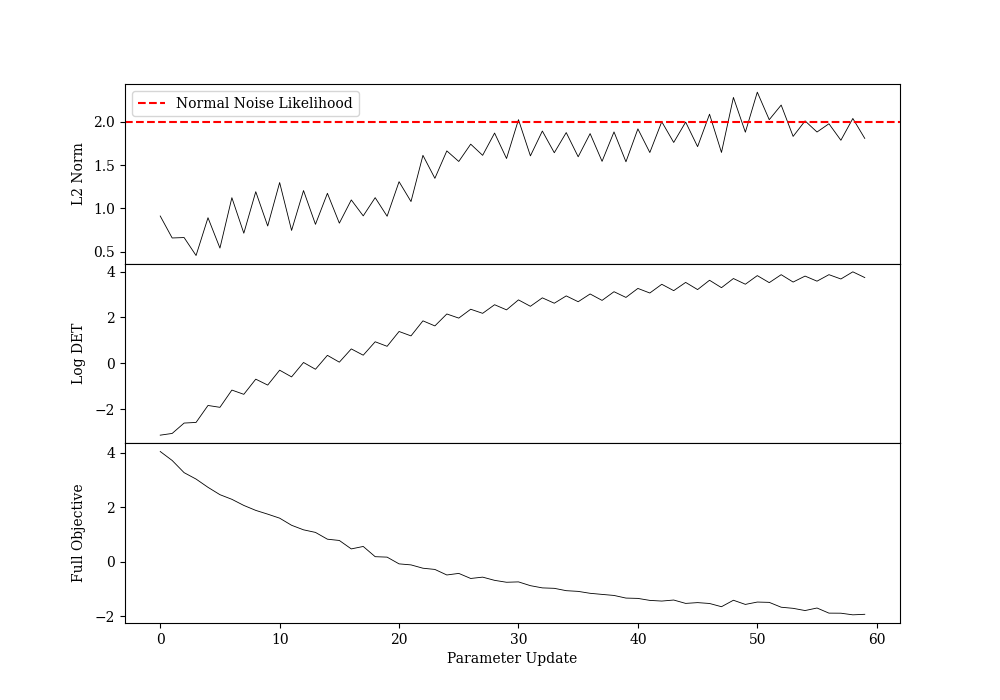 Normal Noise Likelihood
2.0
1.5
1.0
0.5
L2 Norm
4
2
0
−2
Log DET
4
2
0
−2
Full Objective
0 10 20 30 40 50 60
Parameter Update